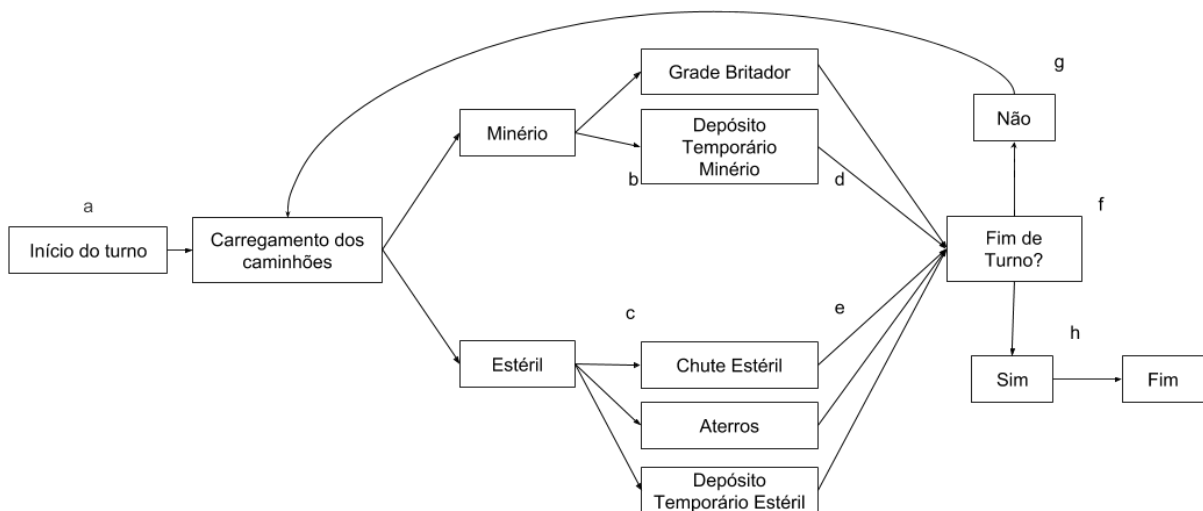 a
Início do turno
Carregamento dos
caminhões
Minério
Estéril
Grade Britador
Depósito
Temporário
Minério
b
d
c
e
Chute Estéril
Aterros
Depósito
Temporário Estéril
g
Não
f
Fim de
Turno?
h
Sim
Fim